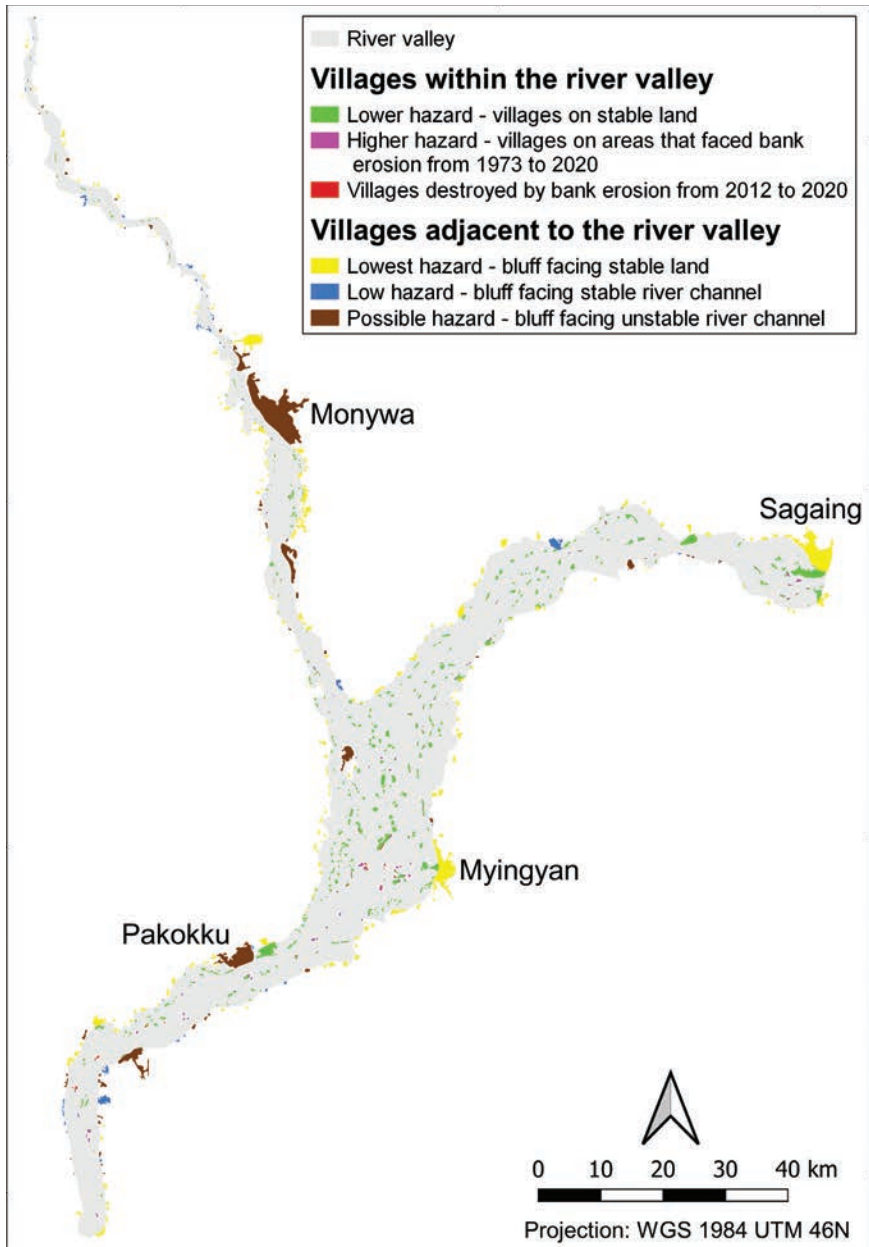 River valley
Villages within the river valley
Lower hazard - villages on stable land
Higher hazard - villages on areas that faced bank
erosion from 1973 to 2020
Villages destroyed by bank erosion from 2012 to 2020
Villages adjacent to the river valley
Lowest hazard - bluff facing stable land
Low hazard - bluff facing stable river channel
Possible hazard - bluff facing unstable river channel
Monywa
Sagaing
Myingyan
Pakokku
0 10 20 30 40 km
Projection: WGS 1984 UTM 46N